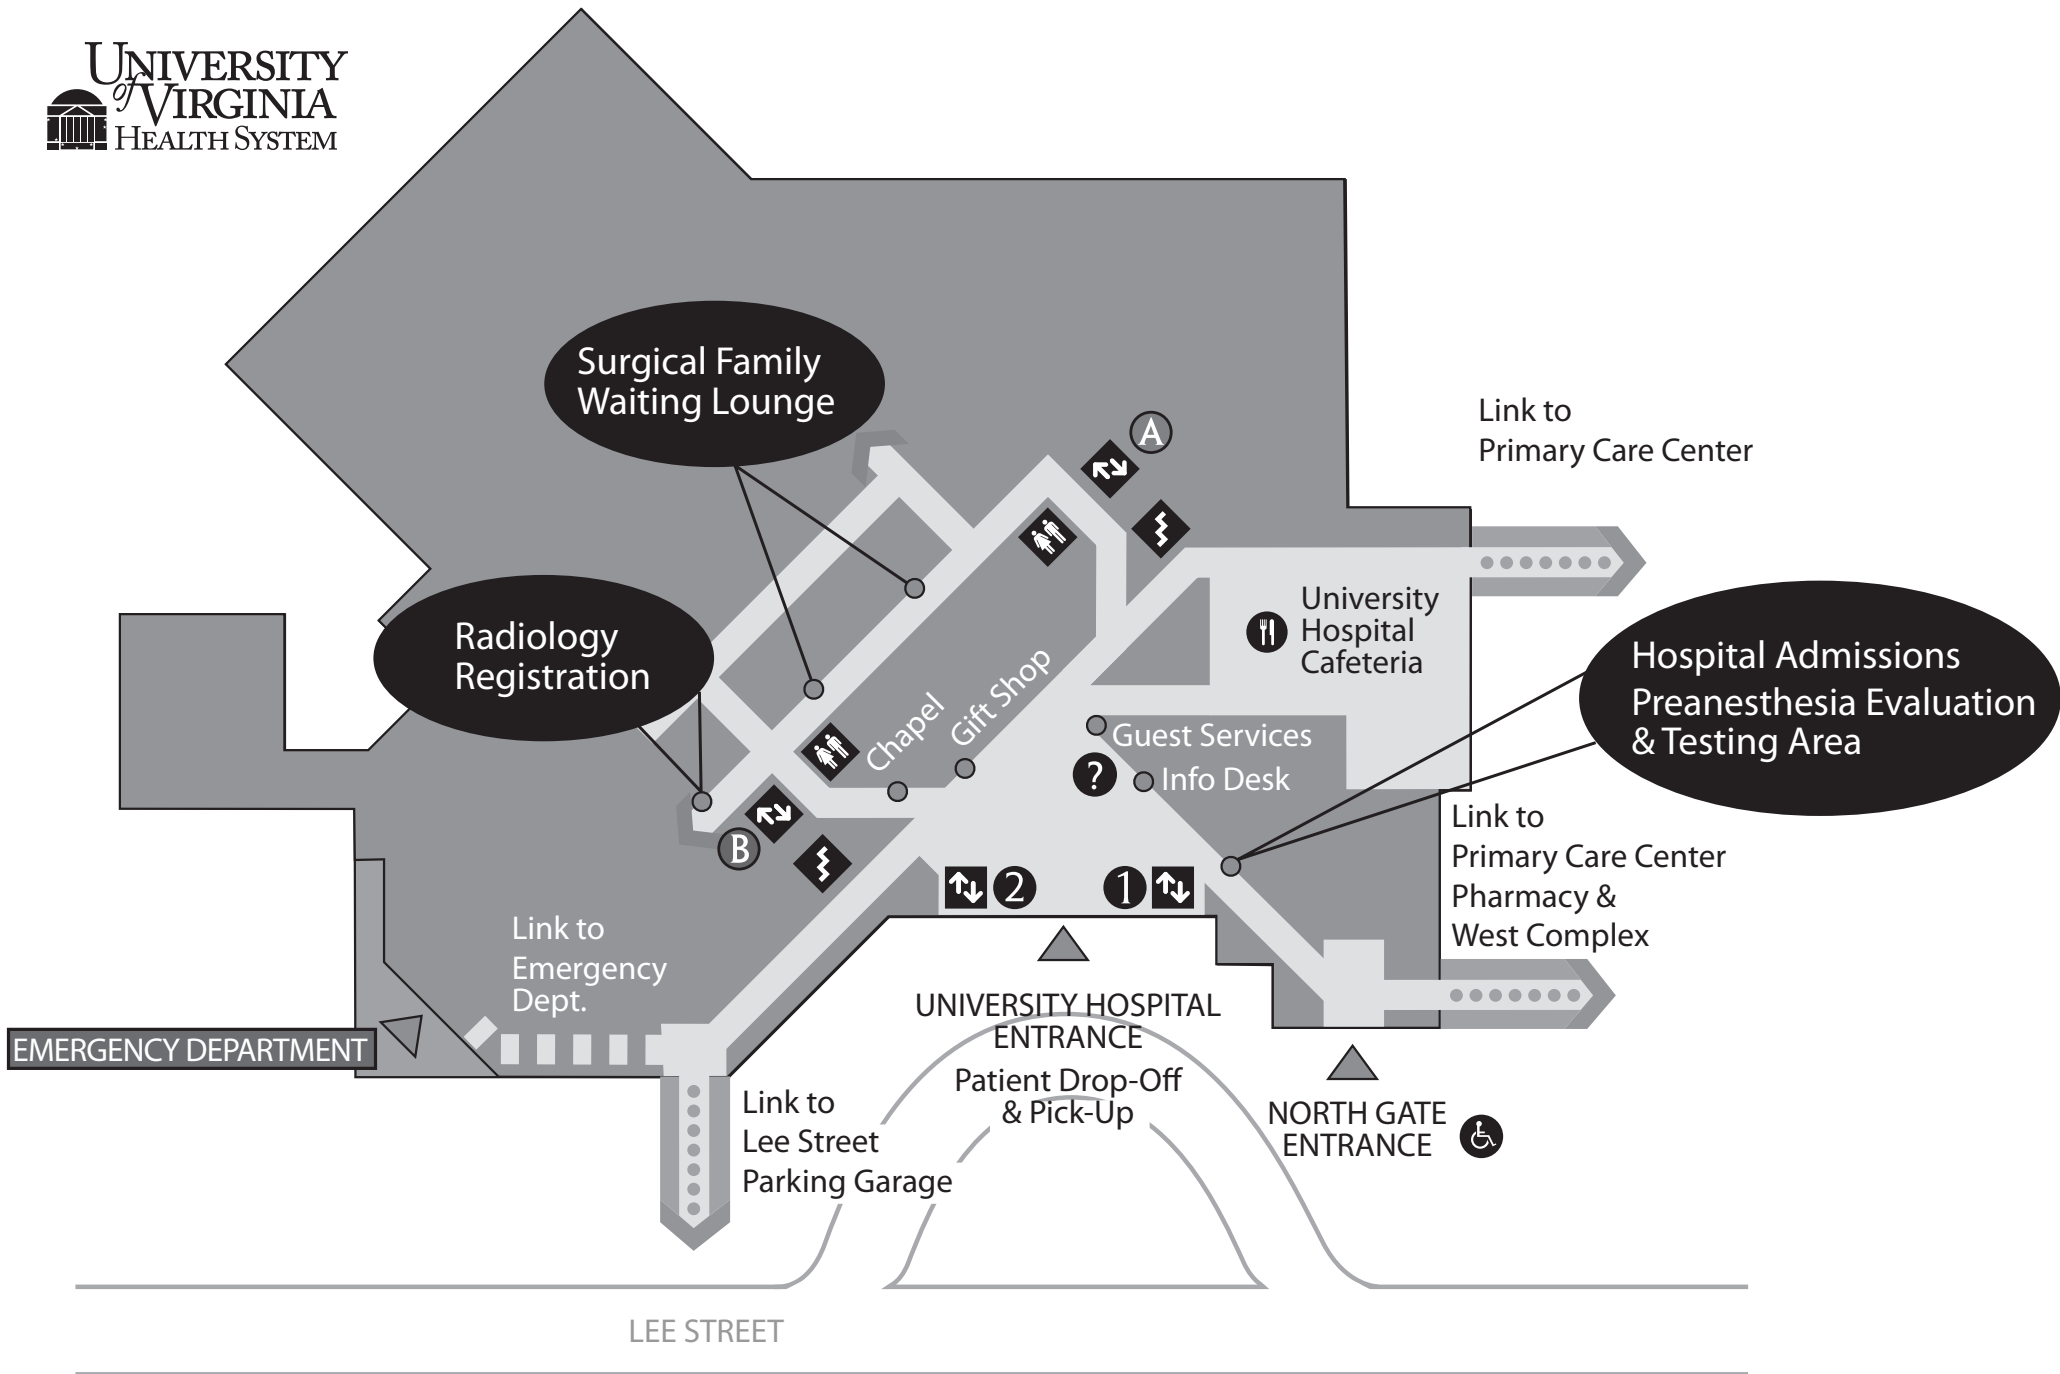 UNIVERSITY
of VIRGINIA
HEALTH SYSTEM
Surgical Family
Waiting Lounge
A
Link to
Primary Care Center
Radiology
Registration
University
Hospital
Cafeteria
Hospital Admissions
Preanesthesia Evaluation
& Testing Area
Chapel
Gift Shop
Guest Services
?
Info Desk
B
2
1
Link to
Primary Care Center
Pharmacy &
West Complex
Link to
Emergency
Dept.
EMERGENCY DEPARTMENT
UNIVERSITY HOSPITAL
ENTRANCE
Patient Drop-Off
& Pick-Up
NORTH GATE
ENTRANCE
Link to
Lee Street
Parking Garage
LEE STREET